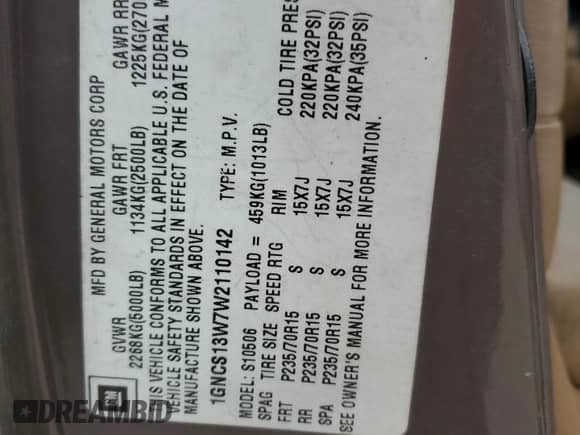 MFD BY GENERAL MOTORS CORP
GVWR GAWR FRT GAWR RR
2268KG(5000LB) 1134KG(2500LB) 1225KG(270
THIS VEHICLE CONFORMS TO ALL APPLICABLE U.S. FEDERAL M
VEHICLE SAFETY STANDARDS IN EFFECT ON THE DATE OF
MANUFACTURE SHOWN ABOVE.
1GNCS13W7W2110142 TYPE: M.P.V.
MODEL: S10506 PAYLOAD = 459KG(1013LB)
SPAG TIRE SIZE SPEED RTG RIM COLD TIRE PRES
FRT P235/70R15 S 15X7J 220KPA(32PSI)
RR P235/70R15 S 15X7J 220KPA(32PSI)
SPA P235/70R15 S 15X7J 240KPA(35PSI)
SEE OWNER'S MANUAL FOR MORE INFORMATION.
GM
DREAMBID